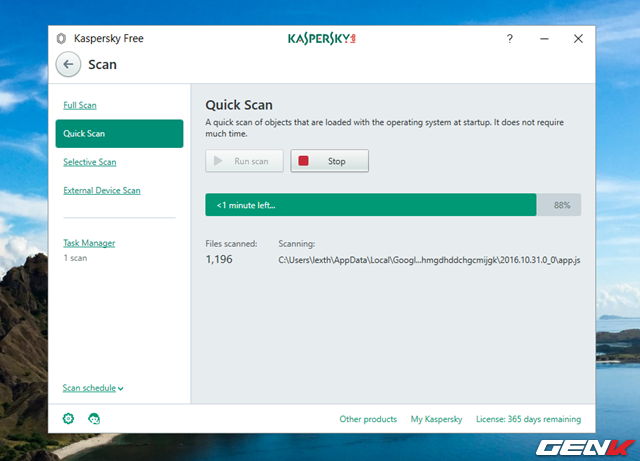 Kaspersky Free
KASPERSKY lab
?
Scan
Full Scan
Quick Scan
Selective Scan
External Device Scan
Task Manager
1 scan
Scan schedule
Quick Scan
A quick scan of objects that are loaded with the operating system at startup. It does not require
much time.
Run scan
Stop
<1 minute left...
88%
Files scanned:
1,196
Scanning:
C:\Users\lexth\AppData\Local\Googl...hmgdhddchgcmijgk\2016.10.31.0_0\app.js
Other products
My Kaspersky
License: 365 days remaining
GENK